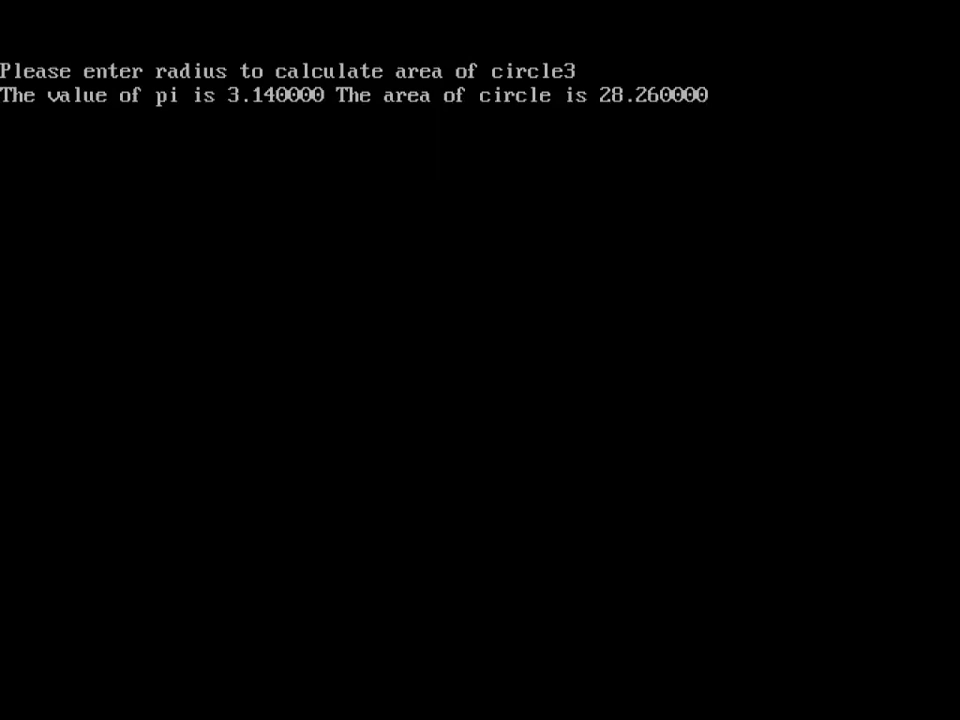 Please enter radius to calculate area of circle3
The value of pi is 3.140000 The area of circle is 28.260000